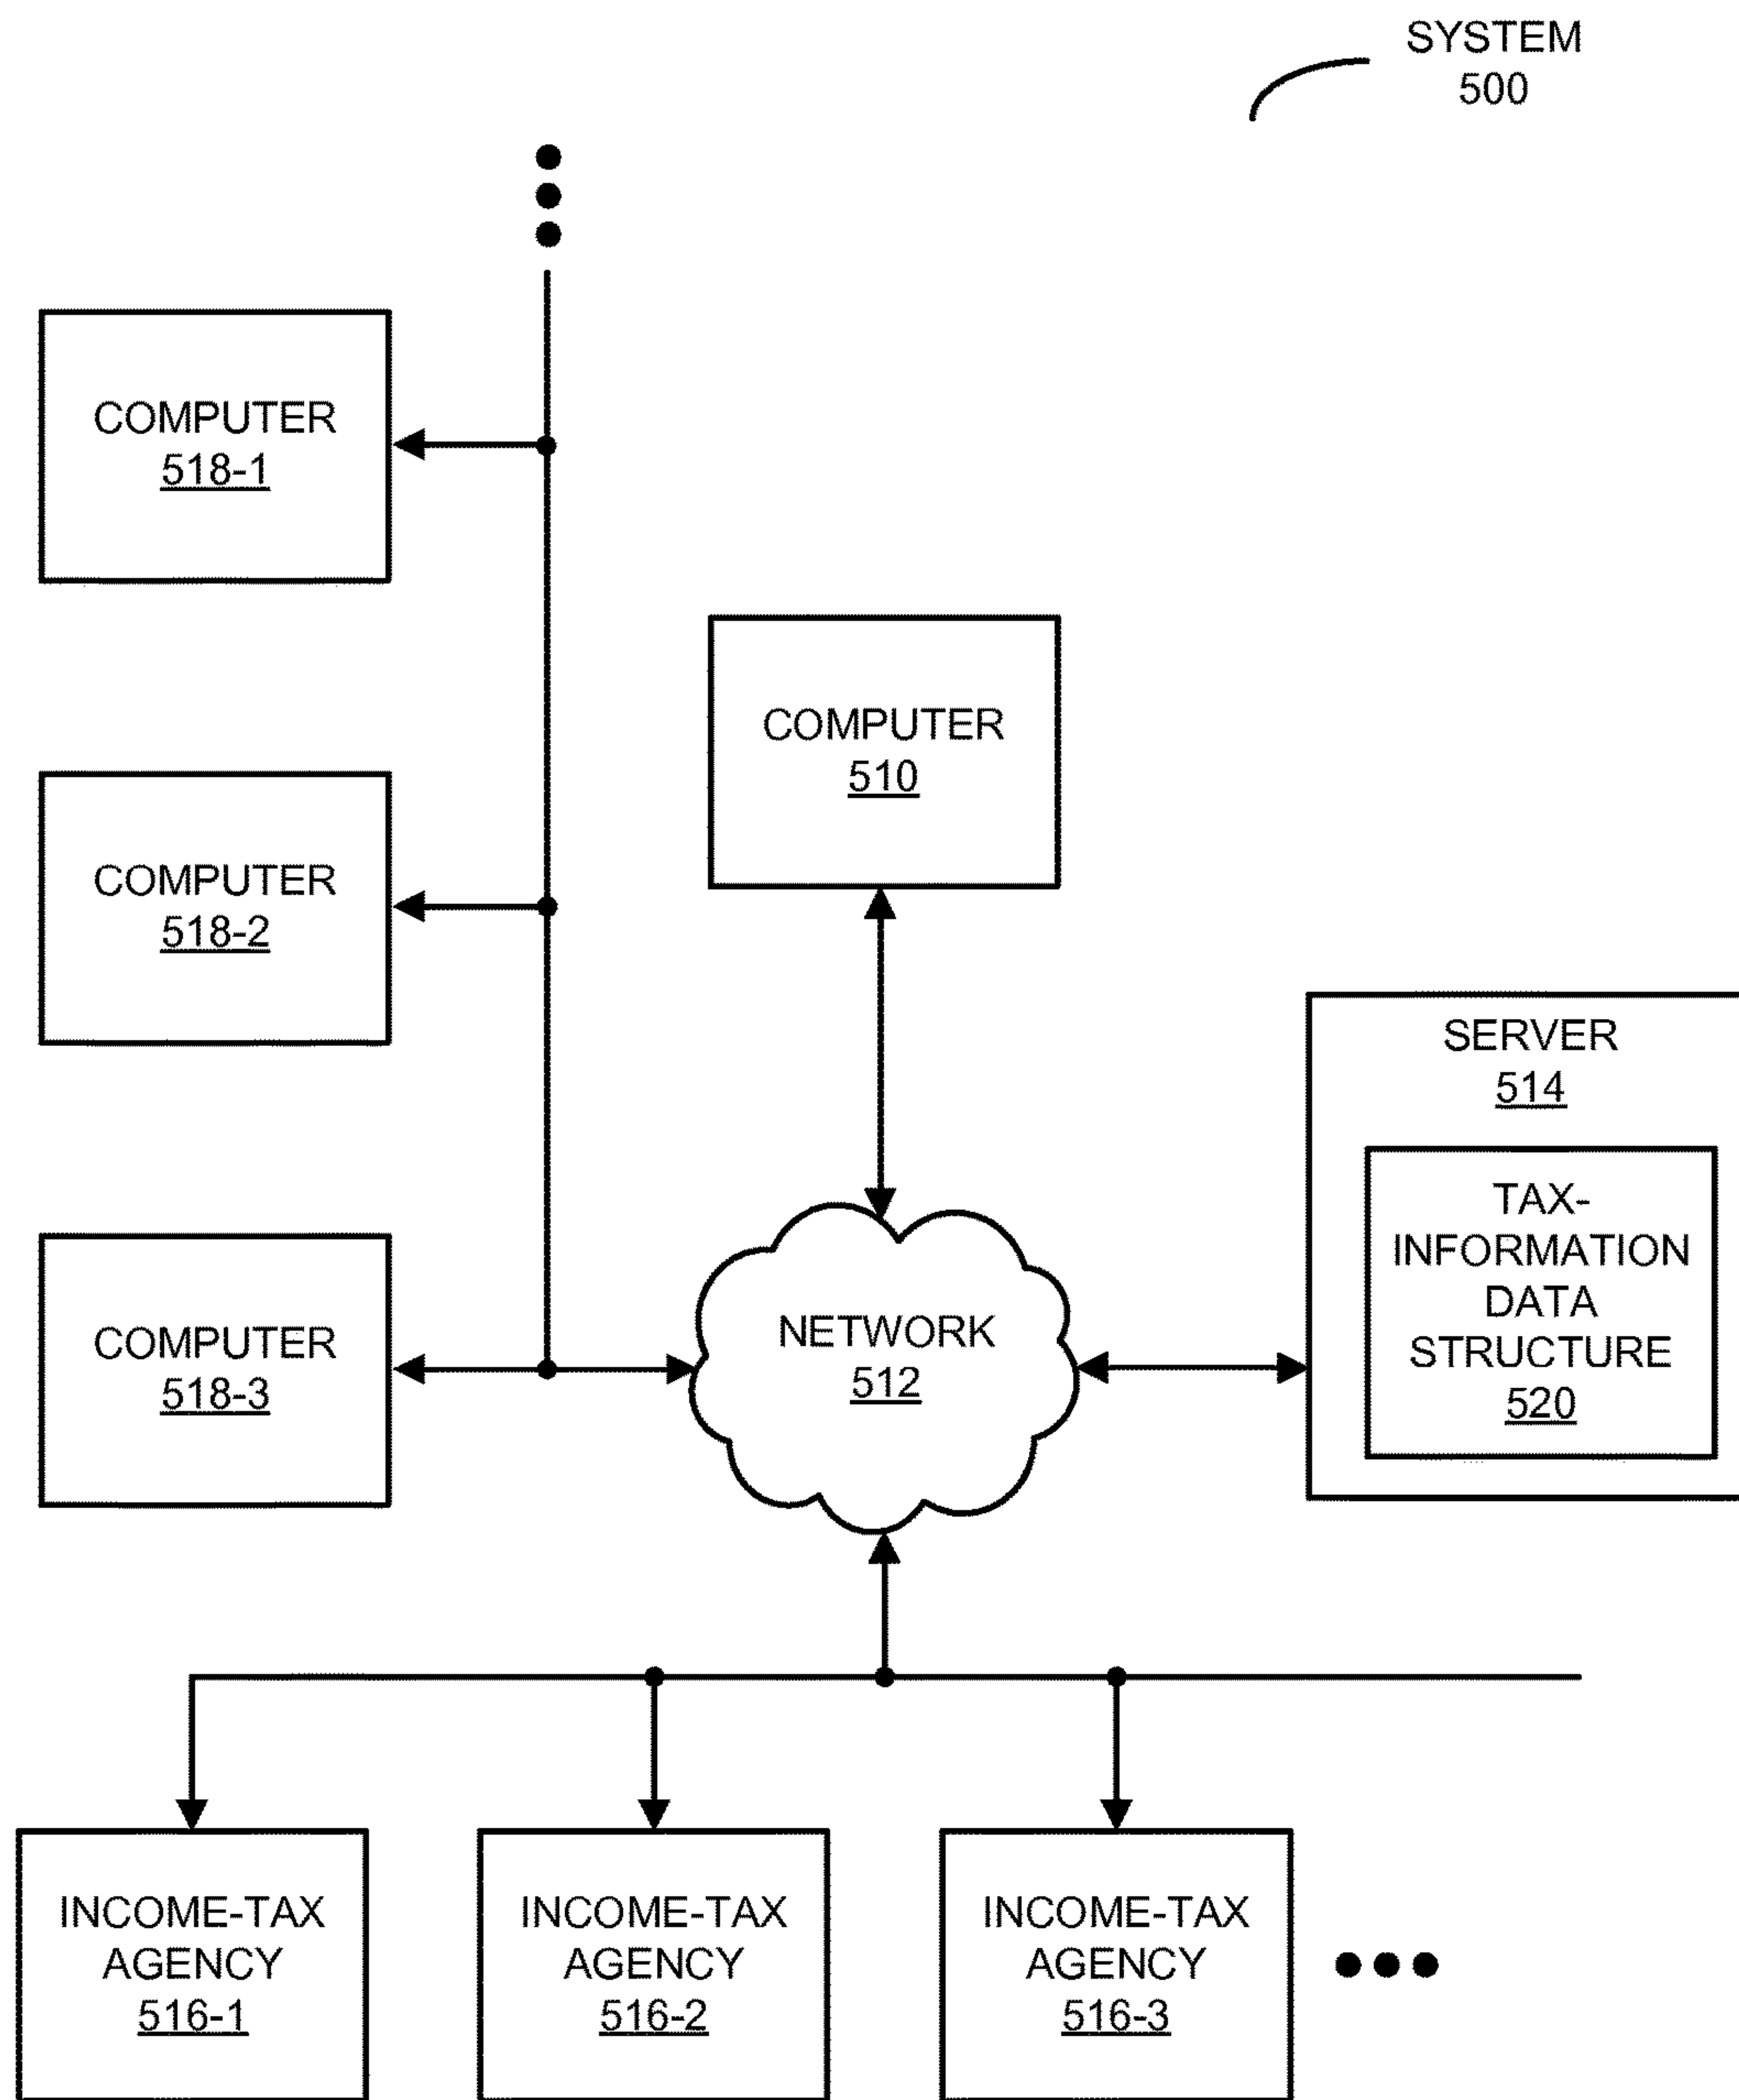 SYSTEM
500
COMPUTER
518-1
COMPUTER
510
COMPUTER
518-2
SERVER
514
TAX-
INFORMATION
DATA
STRUCTURE
520
NETWORK
512
COMPUTER
518-3
INCOME-TAX
AGENCY
516-1
INCOME-TAX
AGENCY
516-2
INCOME-TAX
AGENCY
516-3